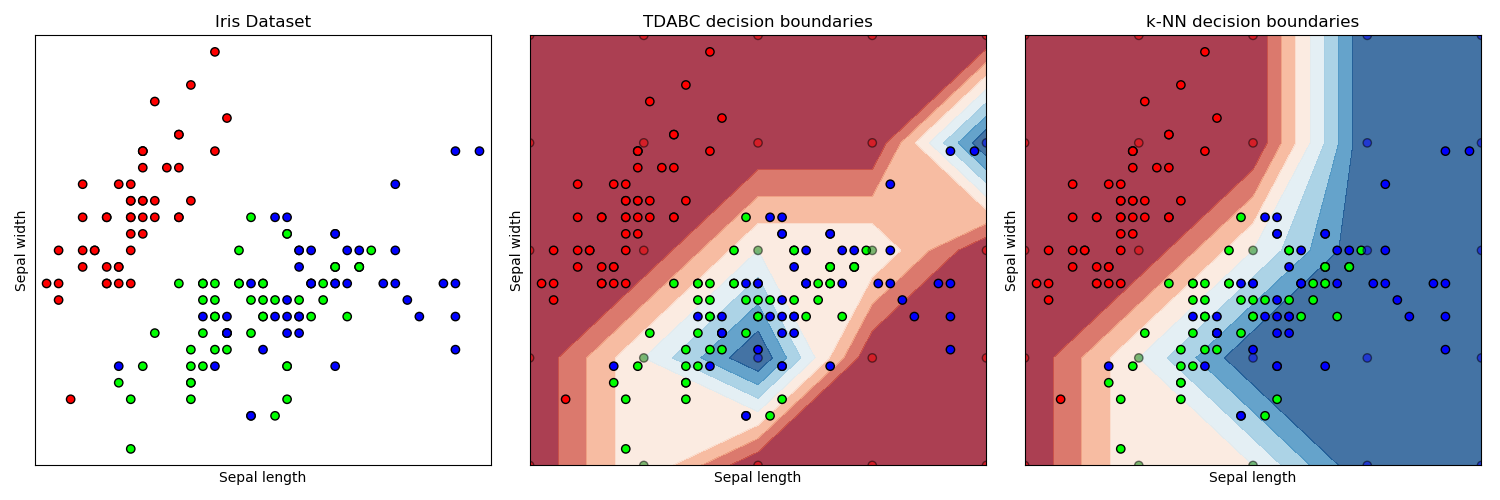 Iris Dataset
Sepal width
Sepal length
TDABC decision boundaries
Sepal width
Sepal length
k-NN decision boundaries
Sepal width
Sepal length